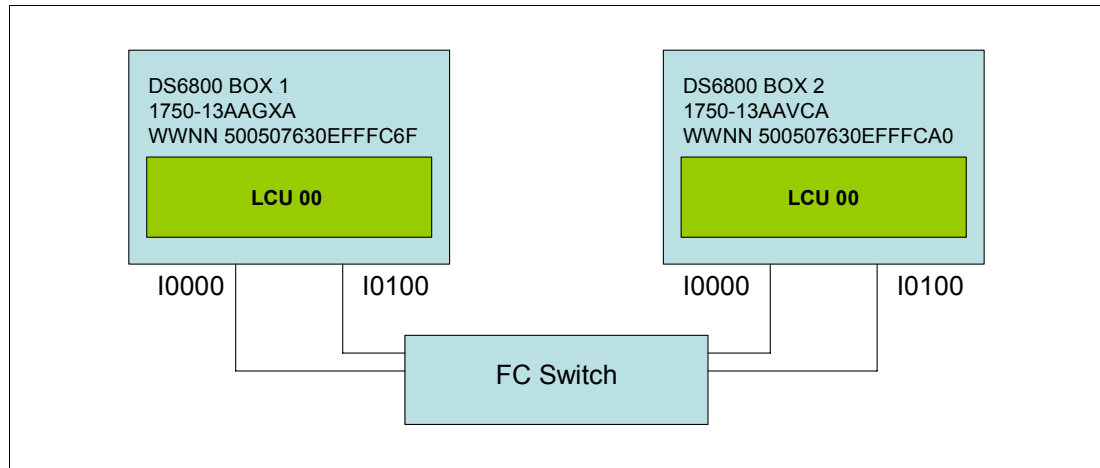 DS6800 BOX 1
1750-13AAGXA
WWNN 500507630EFFFC6F
LCU 00
I0000
I0100
DS6800 BOX 2
1750-13AAVCA
WWNN 500507630EFFFCA0
LCU 00
I0000
I0100
FC Switch